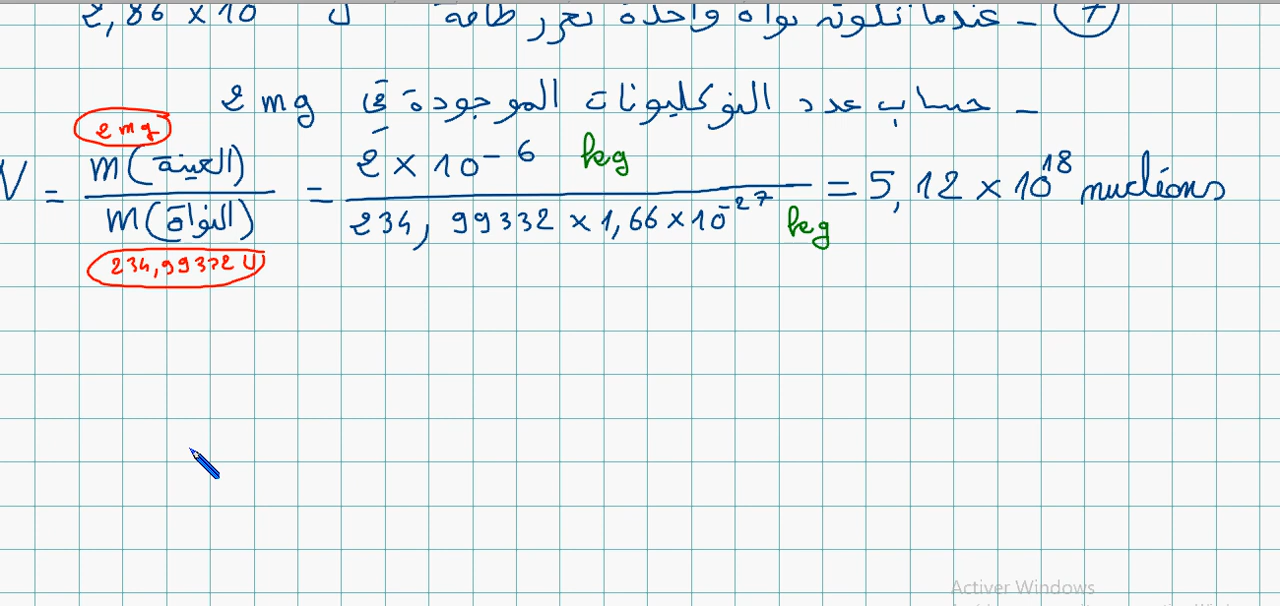 7 - عندما تكون نواة واحدة تحرر طاقة 2,86 × 10
- حساب عدد النوكليونات الموجودة في 2 mg
2 mg
N = m(العينة) / m(النواة) = 2 × 10⁻⁶ kg / 234,99332 × 1,66 × 10⁻²⁷ kg = 5,12 × 10¹⁸ nucléons
234,99332 U
Activer Windows